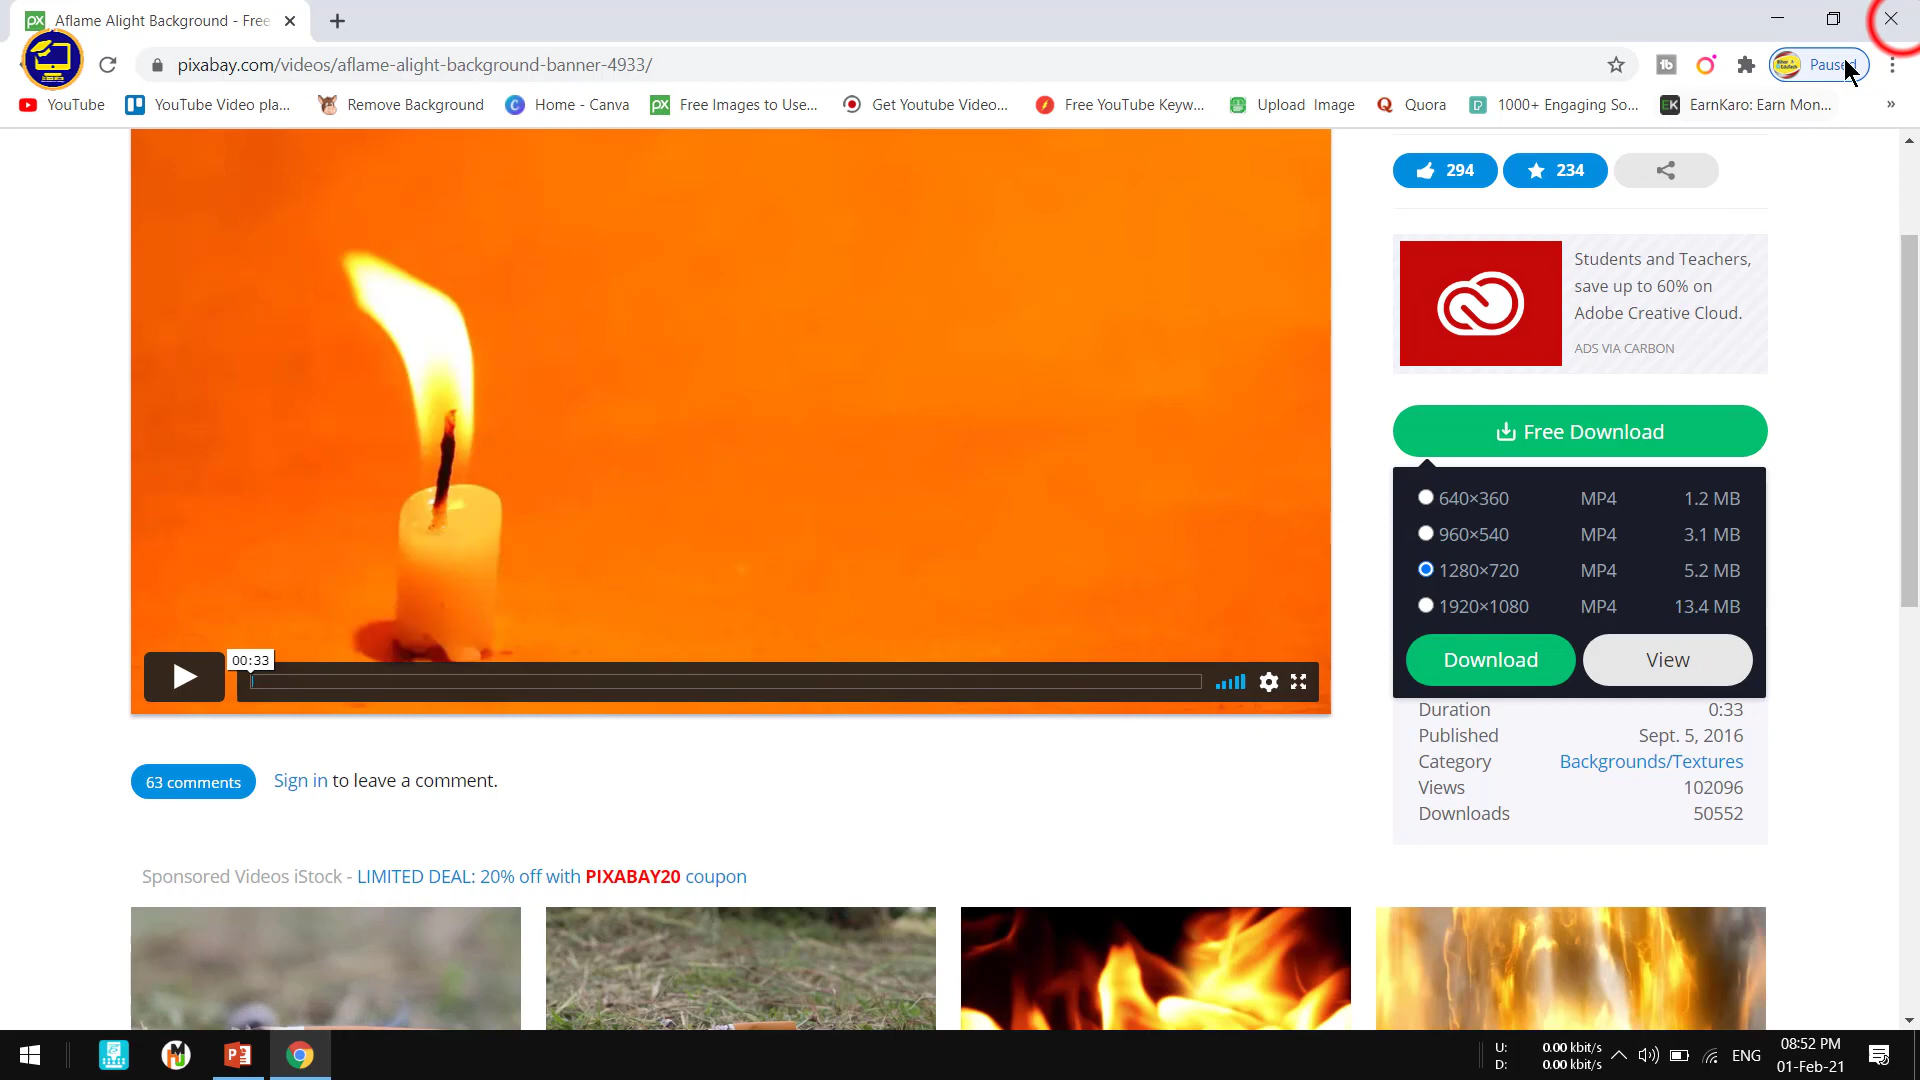 Aflame Alight Background - Free
pixabay.com/videos/aflame-alight-background-banner-4933/
Paused
YouTube
YouTube Video pla...
Remove Background
Home - Canva
Free Images to Use...
Get Youtube Video...
Free YouTube Keyw...
Upload Image
Quora
1000+ Engaging So...
EarnKaro: Earn Mon...
»
294
234
Students and Teachers,
save up to 60% on
Adobe Creative Cloud.
ADS VIA CARBON
Free Download
640×360 MP4 1.2 MB
960×540 MP4 3.1 MB
1280×720 MP4 5.2 MB
1920×1080 MP4 13.4 MB
Download View
00:33
Duration 0:33
Published Sept. 5, 2016
Category Backgrounds/Textures
Views 102096
Downloads 50552
63 comments Sign in to leave a comment.
Sponsored Videos iStock - LIMITED DEAL: 20% off with PIXABAY20 coupon
U: 0.00 kbit/s
D: 0.00 kbit/s
ENG
08:52 PM
01-Feb-21